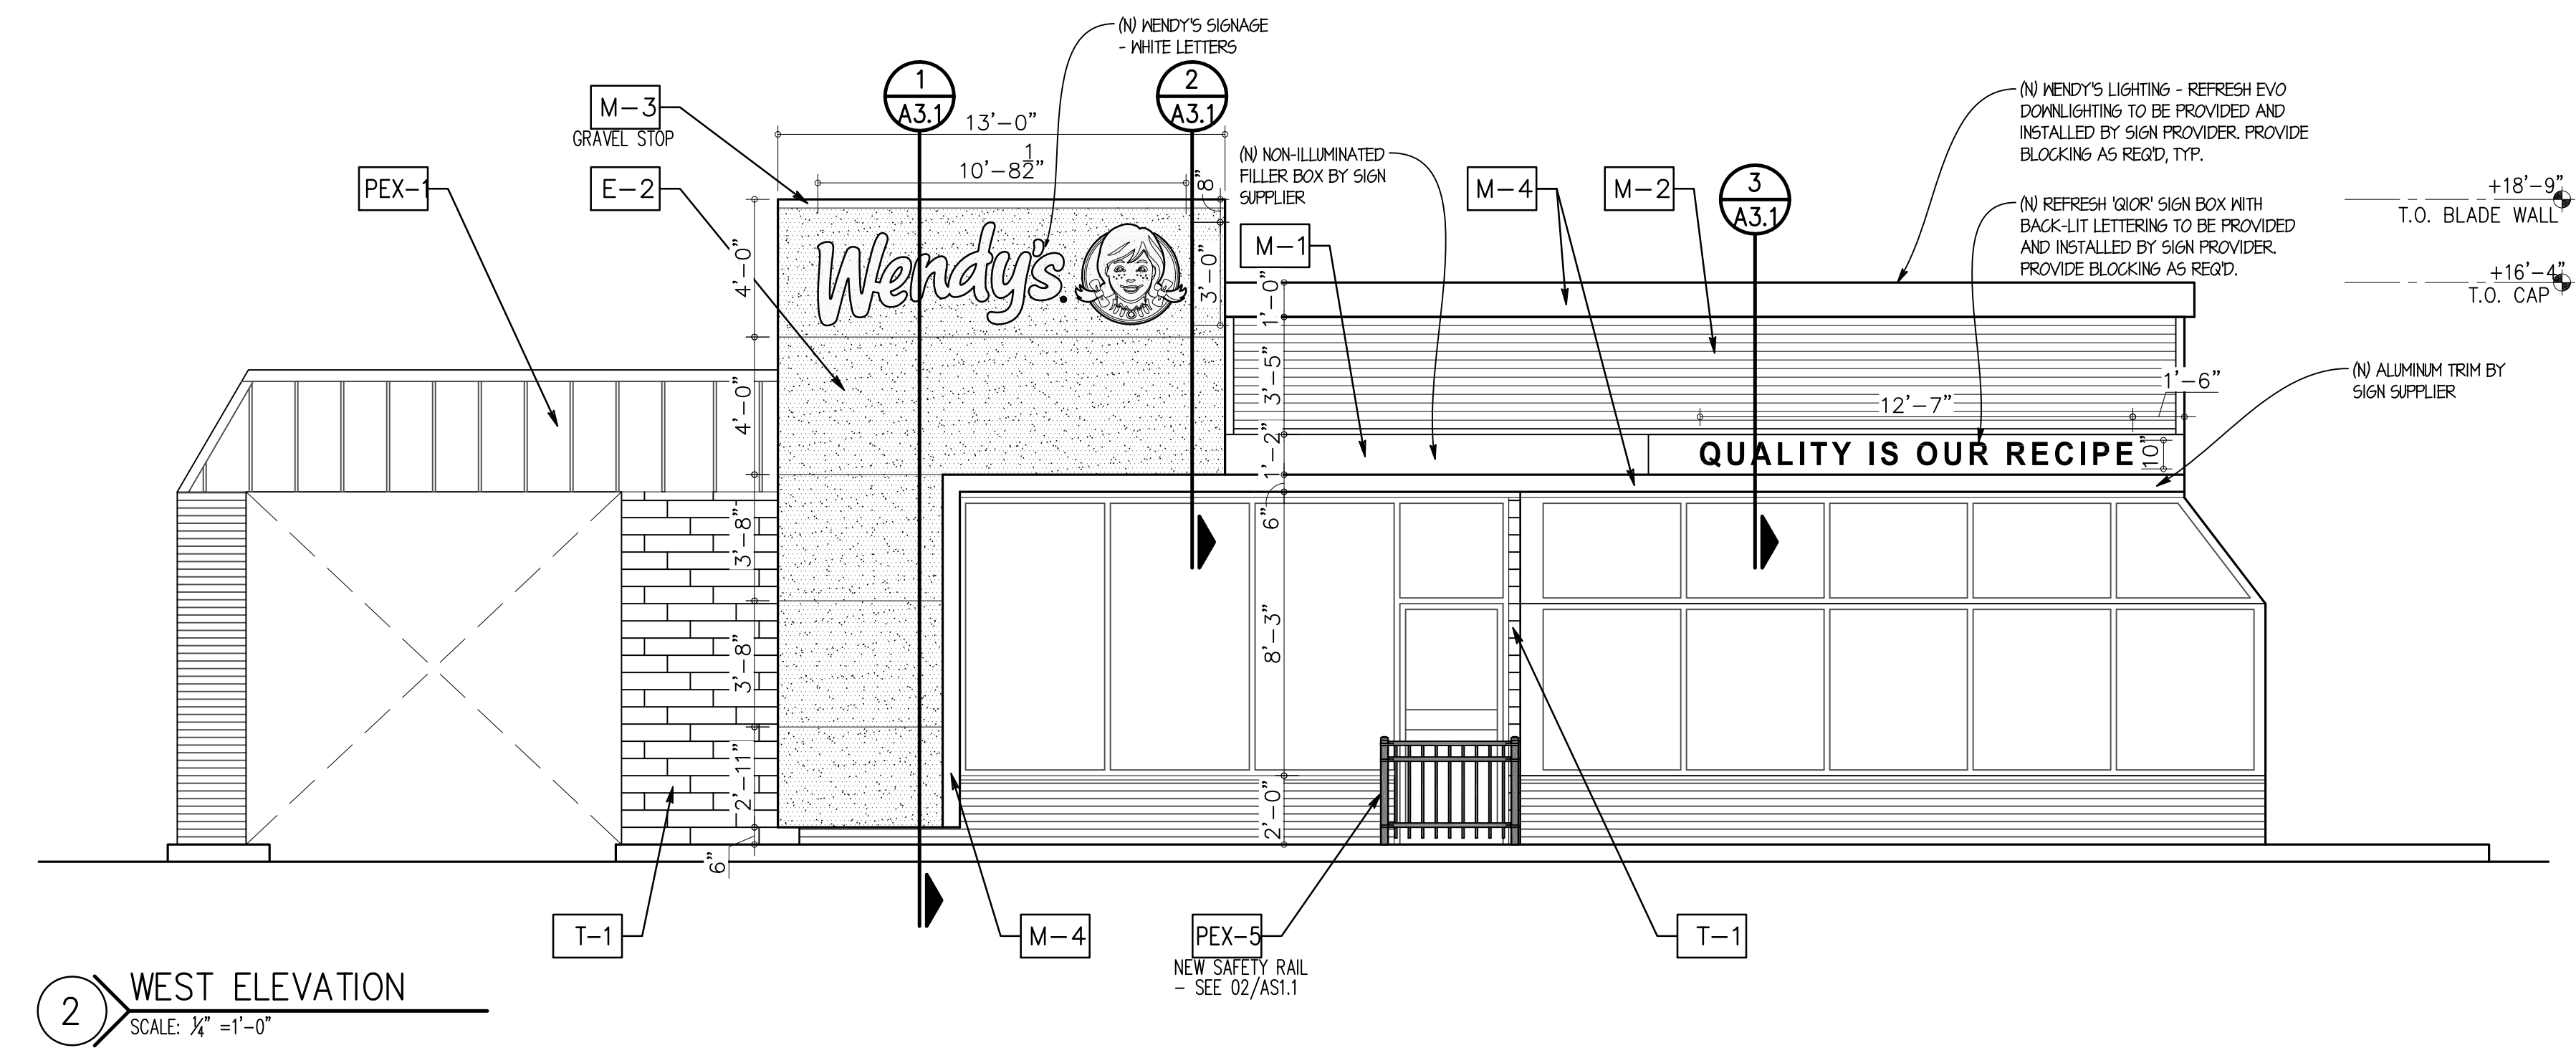 (N) WENDY'S SIGNAGE
- WHITE LETTERS
1
A3.1
2
A3.1
M-3
GRAVEL STOP
13'-0"
10'-8 1/2"
8"
PEX-1
E-2
(N) NON-ILLUMINATED
FILLER BOX BY SIGN
SUPPLIER
M-1
M-4
M-2
3
A3.1
(N) WENDY'S LIGHTING - REFRESH EVO
DOWNLIGHTING TO BE PROVIDED AND
INSTALLED BY SIGN PROVIDER. PROVIDE
BLOCKING AS REQ'D, TYP.
(N) REFRESH 'QIOR' SIGN BOX WITH
BACK-LIT LETTERING TO BE PROVIDED
AND INSTALLED BY SIGN PROVIDER.
PROVIDE BLOCKING AS REQ'D.
+18'-9"
T.O. BLADE WALL
+16'-4"
T.O. CAP
Wendy's.
4'-0"
3'-0"
1'-0"
3'-5"
1'-2"
4'-0"
1'-6"
12'-7"
(N) ALUMINUM TRIM BY
SIGN SUPPLIER
QUALITY IS OUR RECIPE
10"
6"
3'-8"
8'-3"
3'-8"
2'-11"
2'-0"
6"
T-1
M-4
PEX-5
NEW SAFETY RAIL
- SEE 02/AS1.1
T-1
2
WEST ELEVATION
SCALE: 1/4" =1'-0"